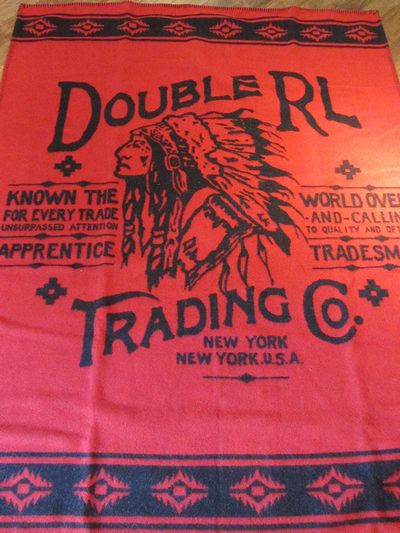 DOUBLE RL
KNOWN THE WORLD OVER
FOR EVERY TRADE -AND-CALLIN
UNSURPASSED ATTENTION TO QUALITY AND DET
APPRENTICE TRADESM
TRADING CO.
NEW YORK
NEW YORK.U.S.A.